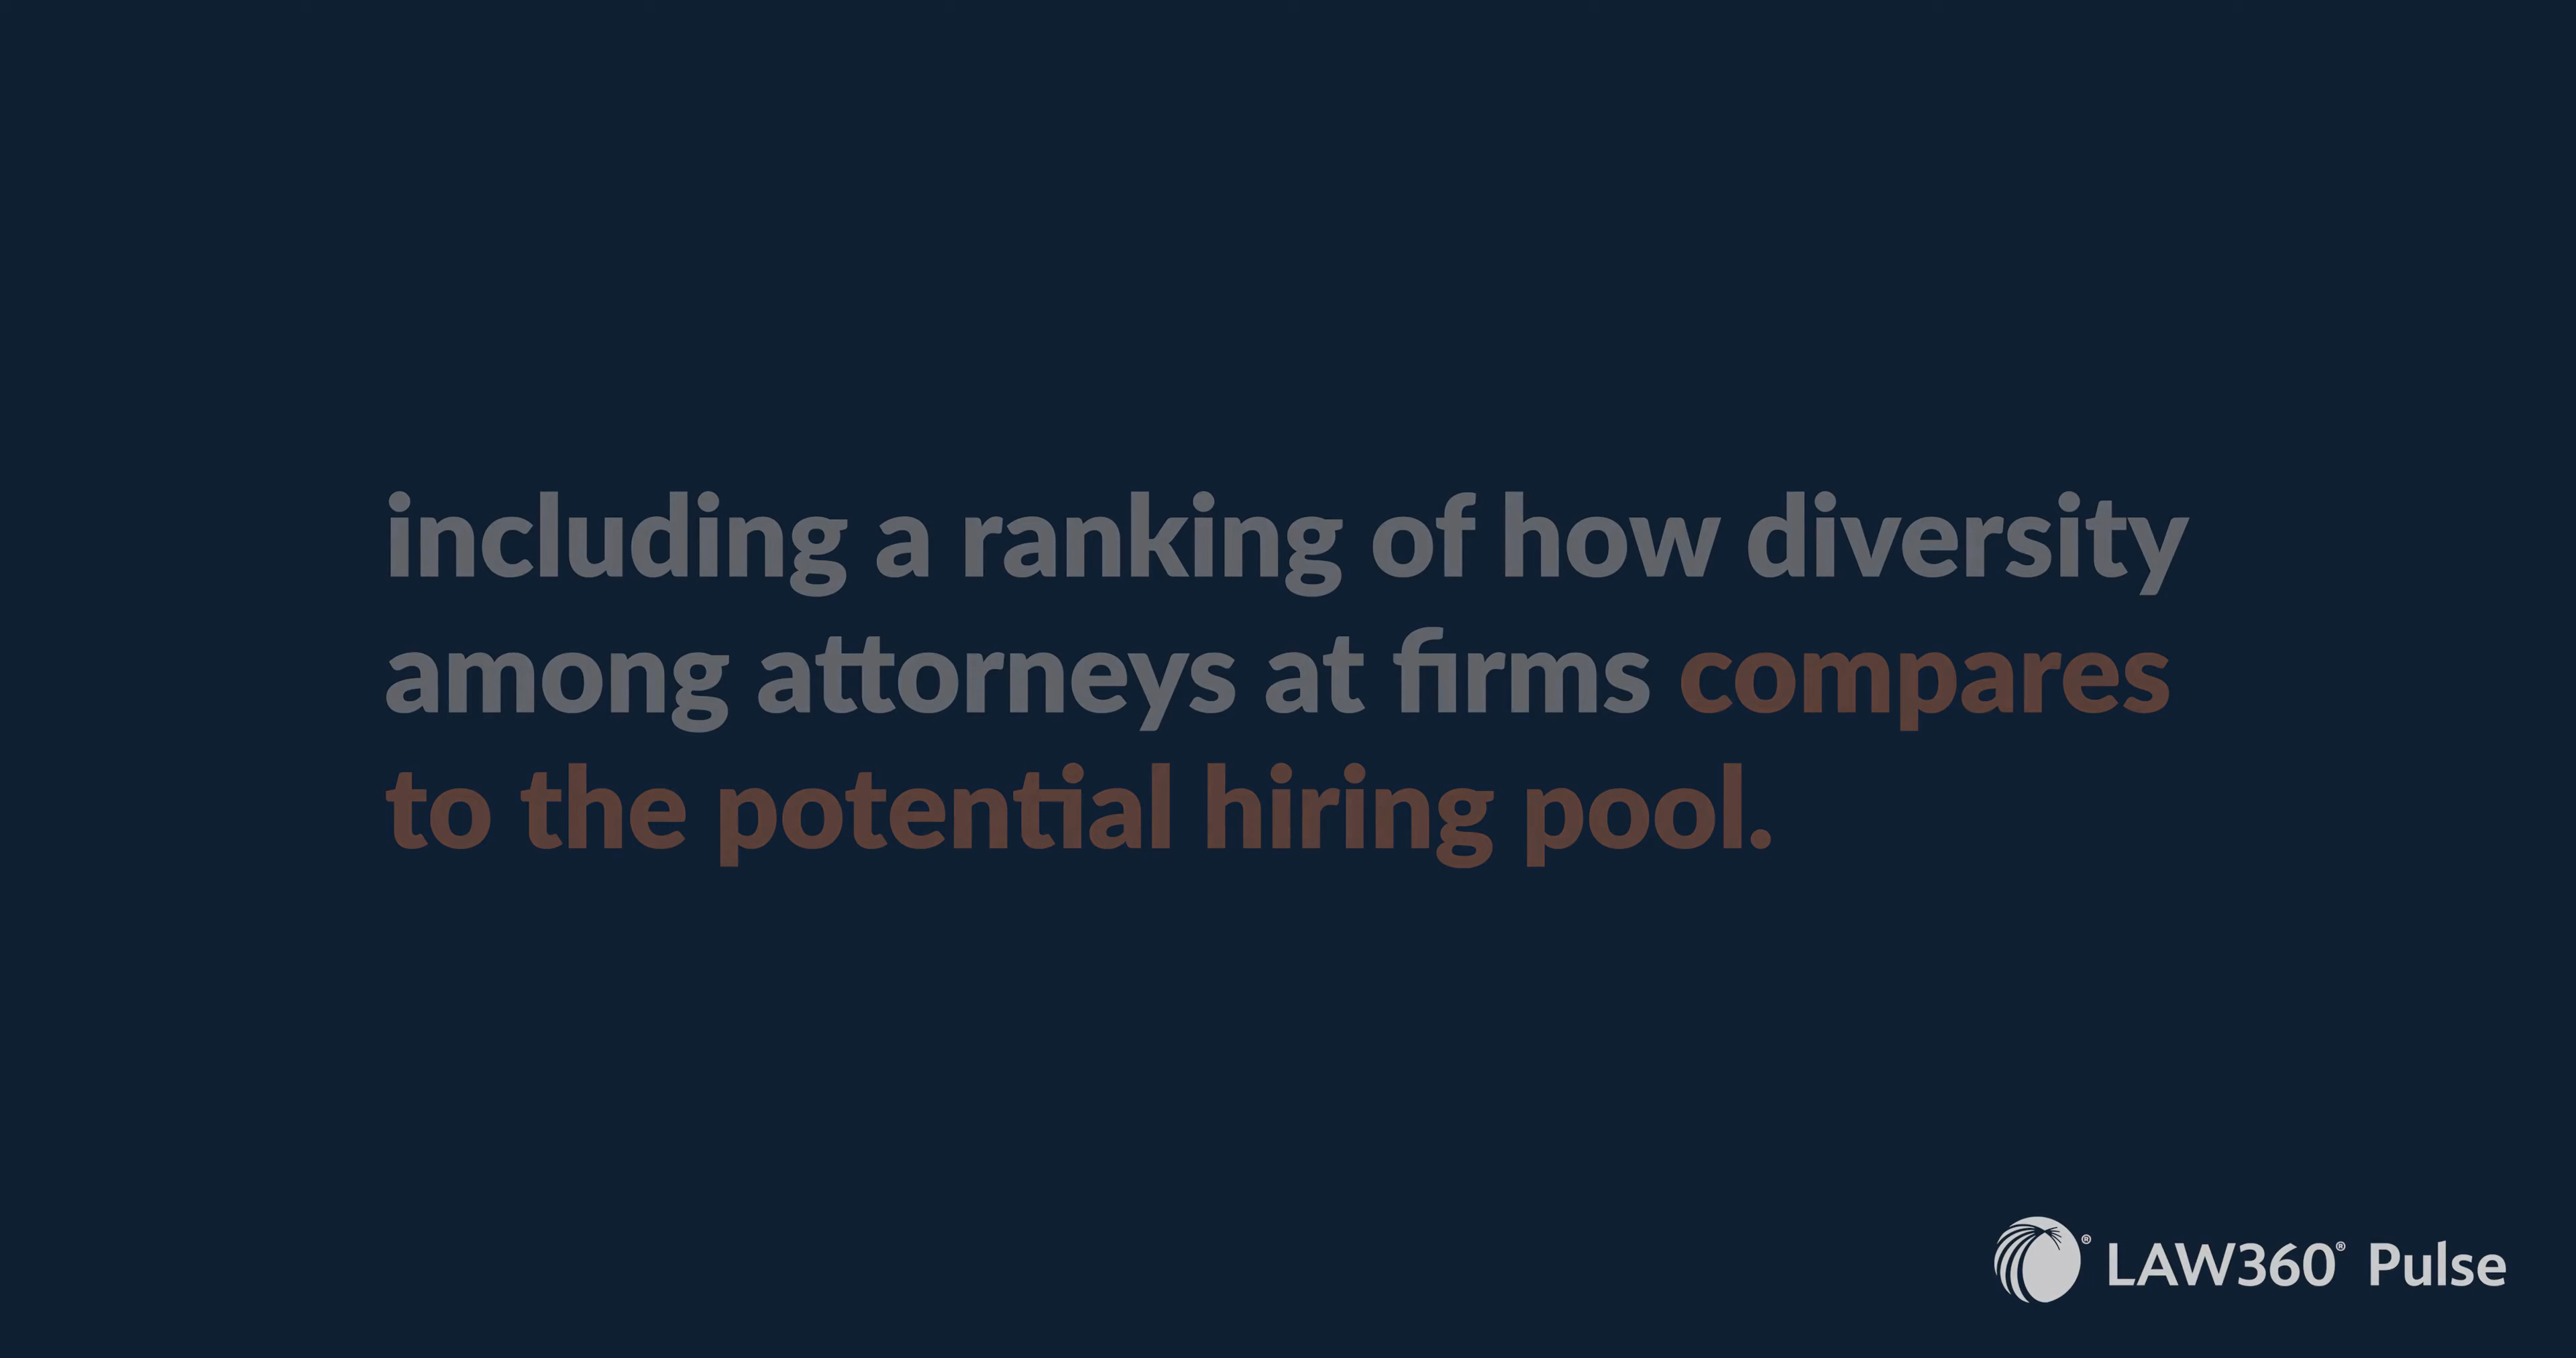 including a ranking of how diversity
among attorneys at firms compares
to the potential hiring pool.
® LAW360® Pulse